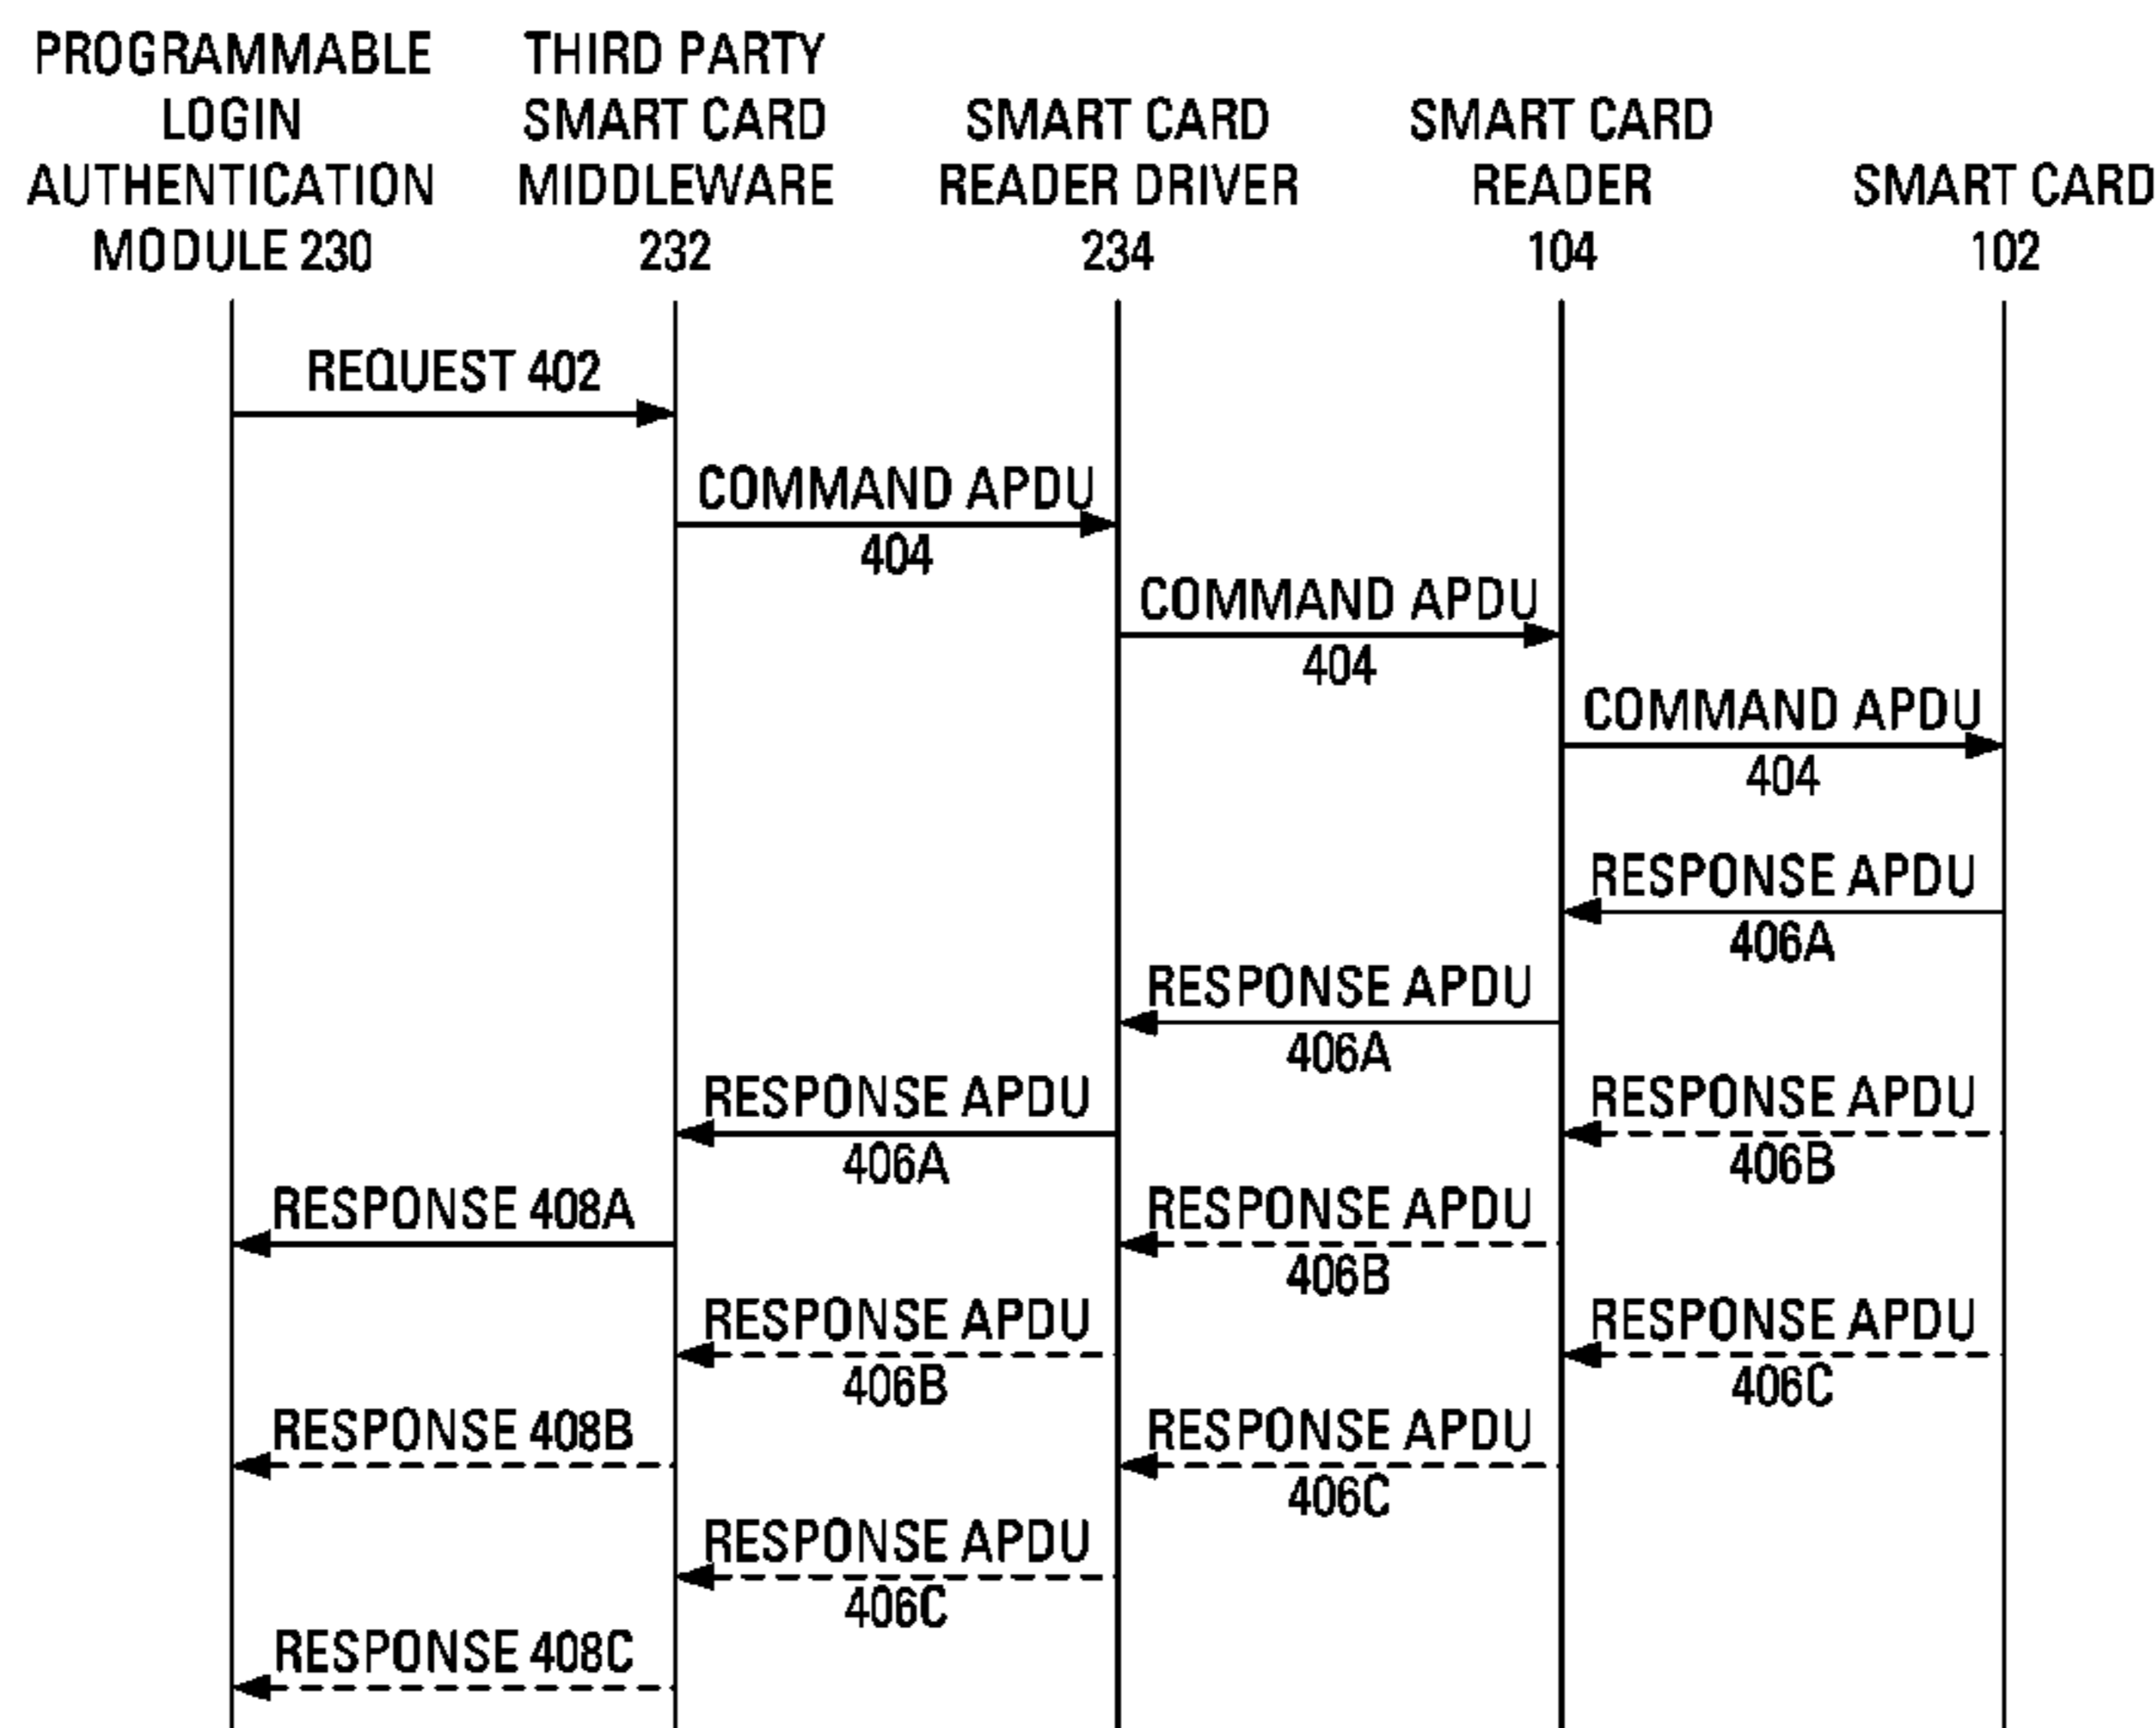 PROGRAMMABLE
LOGIN
AUTHENTICATION
MODULE 230
THIRD PARTY
SMART CARD
MIDDLEWARE
232
SMART CARD
READER DRIVER
234
SMART CARD
READER
104
SMART CARD
102
REQUEST 402
COMMAND APDU
404
COMMAND APDU
404
COMMAND APDU
404
RESPONSE APDU
406A
RESPONSE APDU
406A
RESPONSE APDU
406A
RESPONSE APDU
406B
RESPONSE 408A
RESPONSE APDU
406B
RESPONSE APDU
406B
RESPONSE APDU
406C
RESPONSE 408B
RESPONSE APDU
406C
RESPONSE APDU
406C
RESPONSE 408C